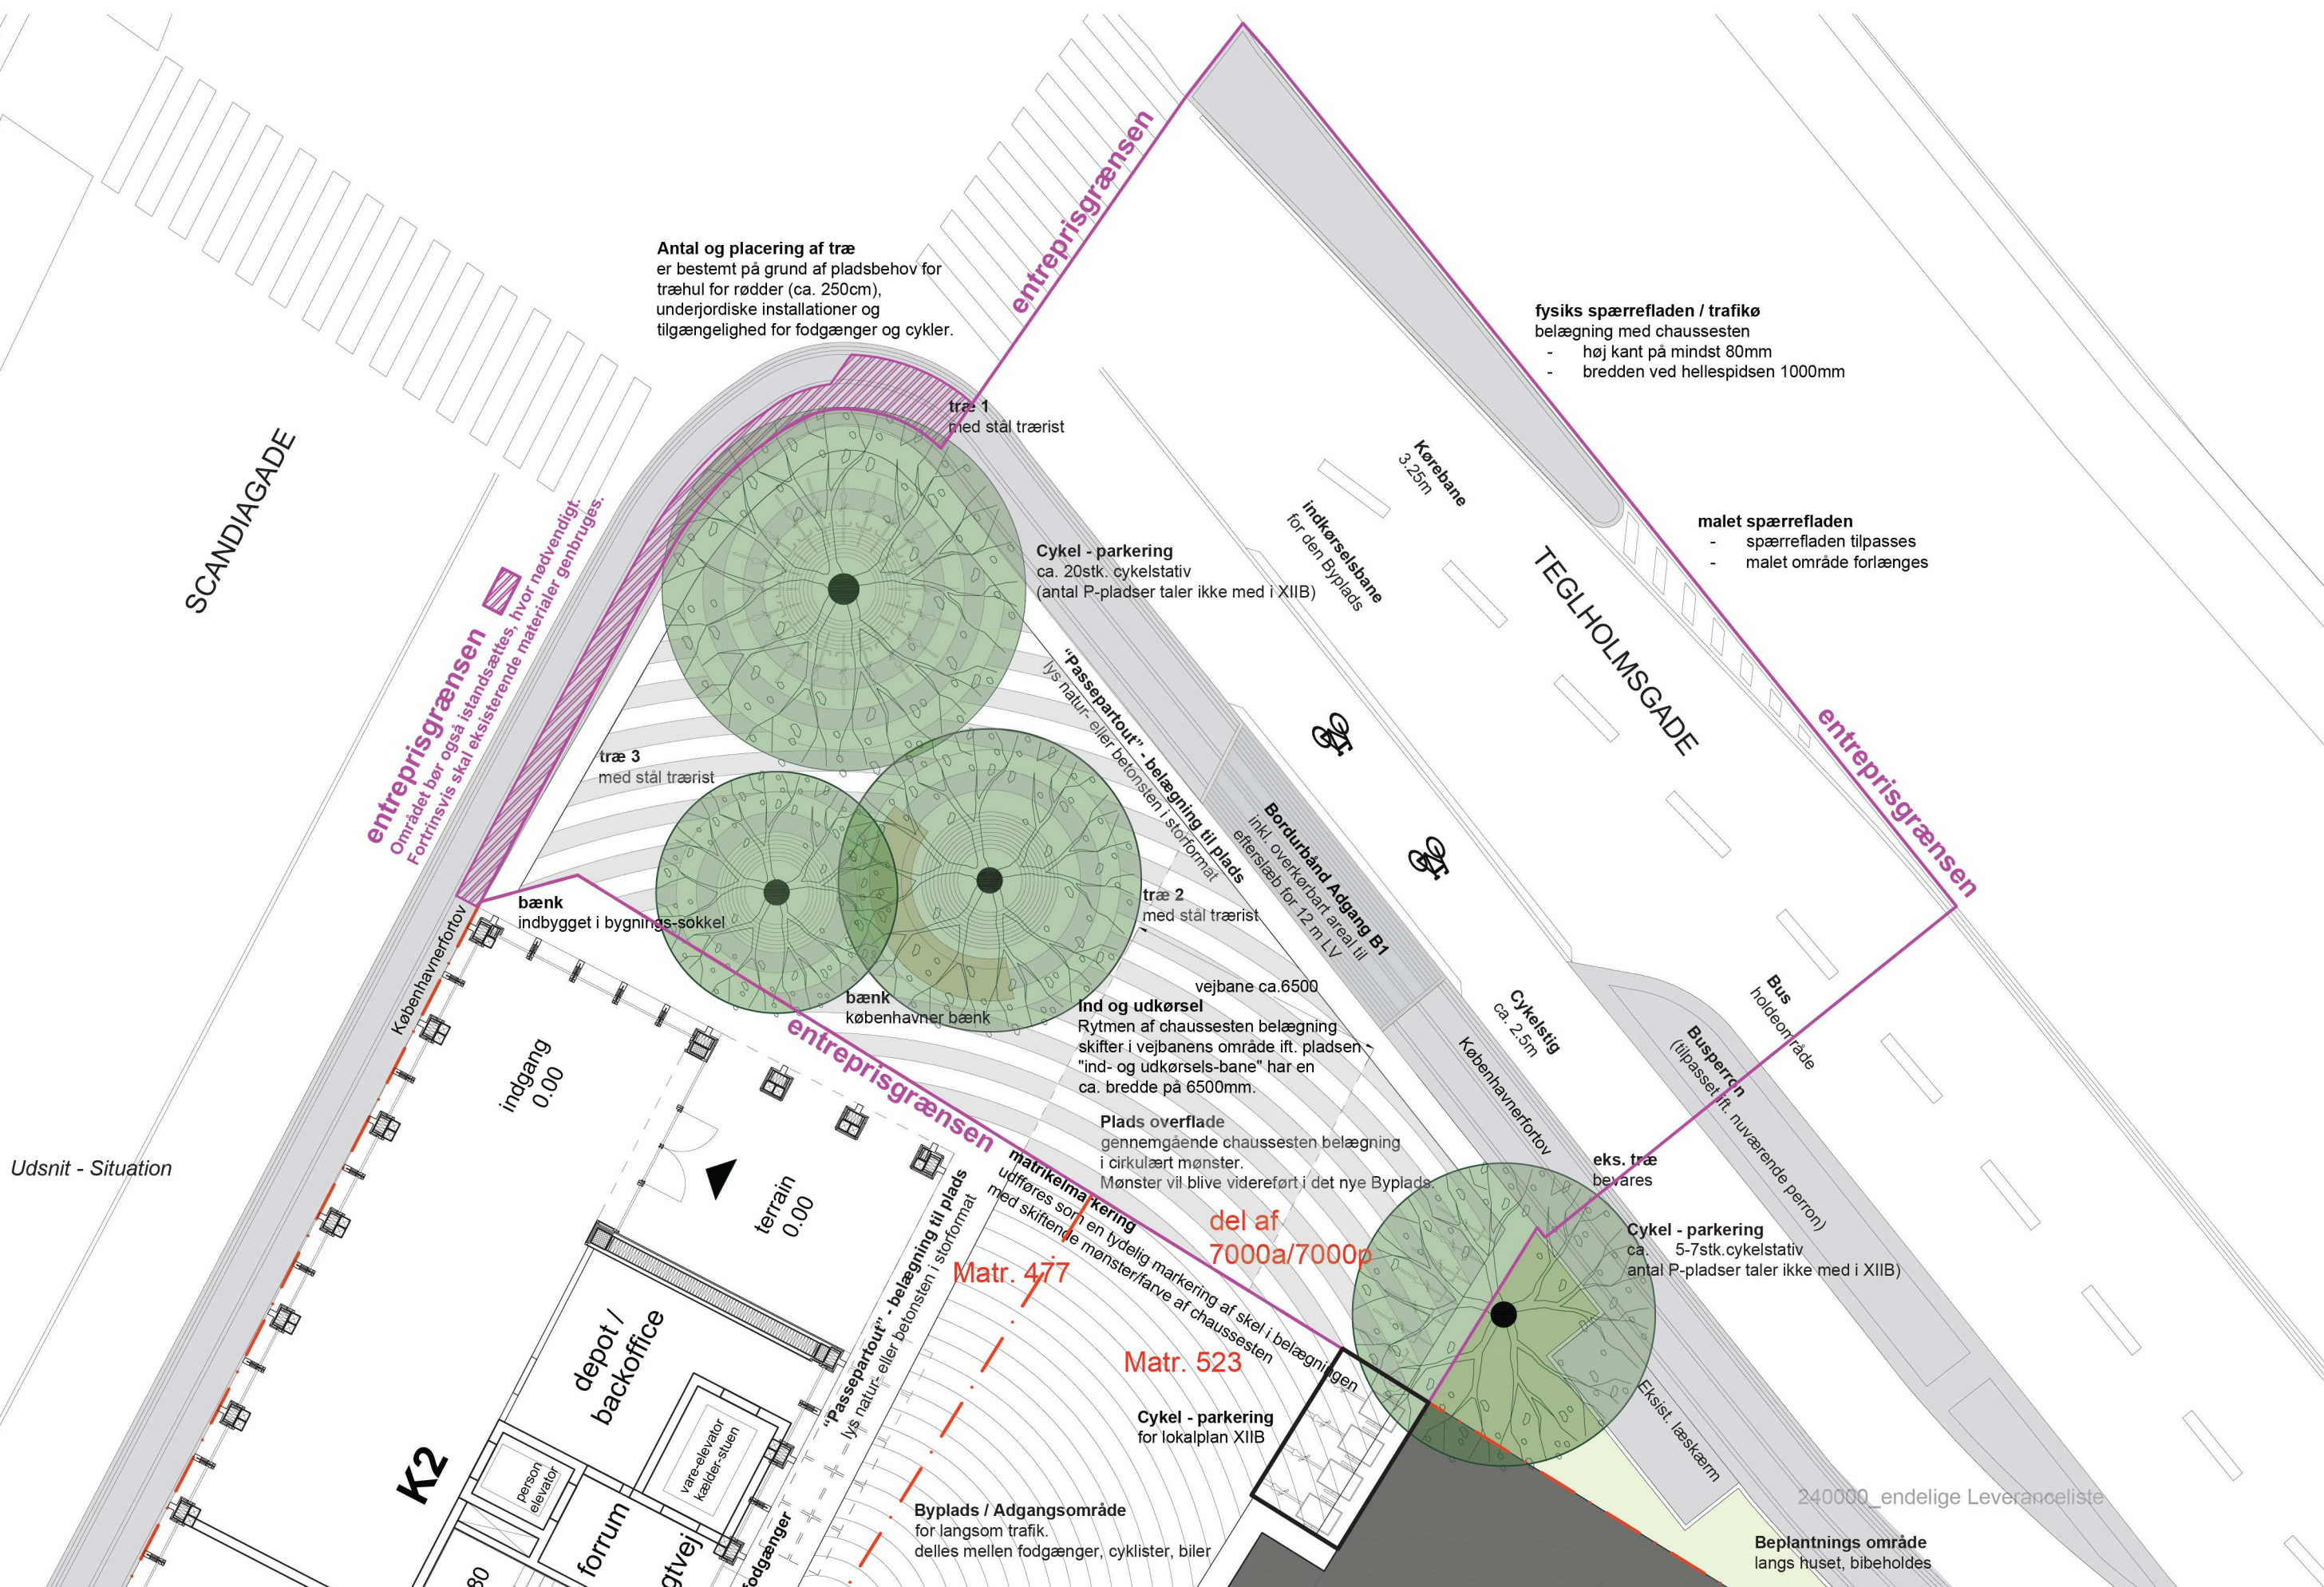 Antal og placering af træ
er bestemt på grund af pladsbehov for
træhul for rødder (ca. 250cm),
underjordiske installationer og
tilgængelighed for fodgænger og cykler.
entreprisgrænsen
fysiks spærrefladen / trafikø
belægning med chaussesten
- høj kant på mindst 80mm
- bredden ved hellespidsen 1000mm
træ 1
med stål trærist
SCANDIAGADE
entreprisgrænsen
Området bør også istandsættes, hvor nødvendigt.
Fortrinsvis skal eksisterende materialer genbruges.
Kørebane
3.25m
indkørselsbane
for den Byplads
malet spærrefladen
- spærrefladen tilpasses
- malet område forlænges
Cykel - parkering
ca. 20stk. cykelstativ
(antal P-pladser taler ikke med i XIIB)
TEGLHOLMSGADE
"Passepartout" - belægning til plads
lys natur- eller betonsten i storformat
entreprisgrænsen
træ 3
med stål trærist
Bordurbånd Adgang B1
inkl. overkørbart areal til
efterslæb for 12 m LV
bænk
indbygget i bygnings-sokkel
træ 2
med stål trærist
Københavnerfortov
bænk
københavner bænk
vejbane ca.6500
Ind og udkørsel
Rytmen af chaussesten belægning
skifter i vejbanens område ift. pladsen
"ind- og udkørsels-bane" har en
ca. bredde på 6500mm.
Cykelstig
ca. 2.5m
Bus
holdeområde
Busperron
(tilpasset ift. nuværende perron)
Københavnerfortov
entreprisgrænsen
indgang
0.00
Plads overflade
gennemgående chaussesten belægning
i cirkulært mønster.
Mønster vil blive videreført i det nye Byplads.
Udsnit - Situation
terrain
0.00
matrikelmarkering
udføres som en tydelig markering af skel i belægningen
med skiftende mønster/farve af chaussesten
eks. træ
bevares
del af
7000a/7000p
Cykel - parkering
ca. 5-7stk.cykelstativ
antal P-pladser taler ikke med i XIIB)
Matr. 477
Matr. 523
"Passepartout" - belægning til plads
lys natur- eller betonsten i storformat
depot /
backoffice
Cykel - parkering
for lokalplan XIIB
Eksist. læskærm
K2
person
elevator
vare-elevator
kælder-stuen
240000_endelige Leveranceliste
Byplads / Adgangsområde
for langsom trafik.
delles mellen fodgænger, cyklister, biler
Beplantnings område
langs huset, bibeholdes
forrum
gtvej
fodgænger
80